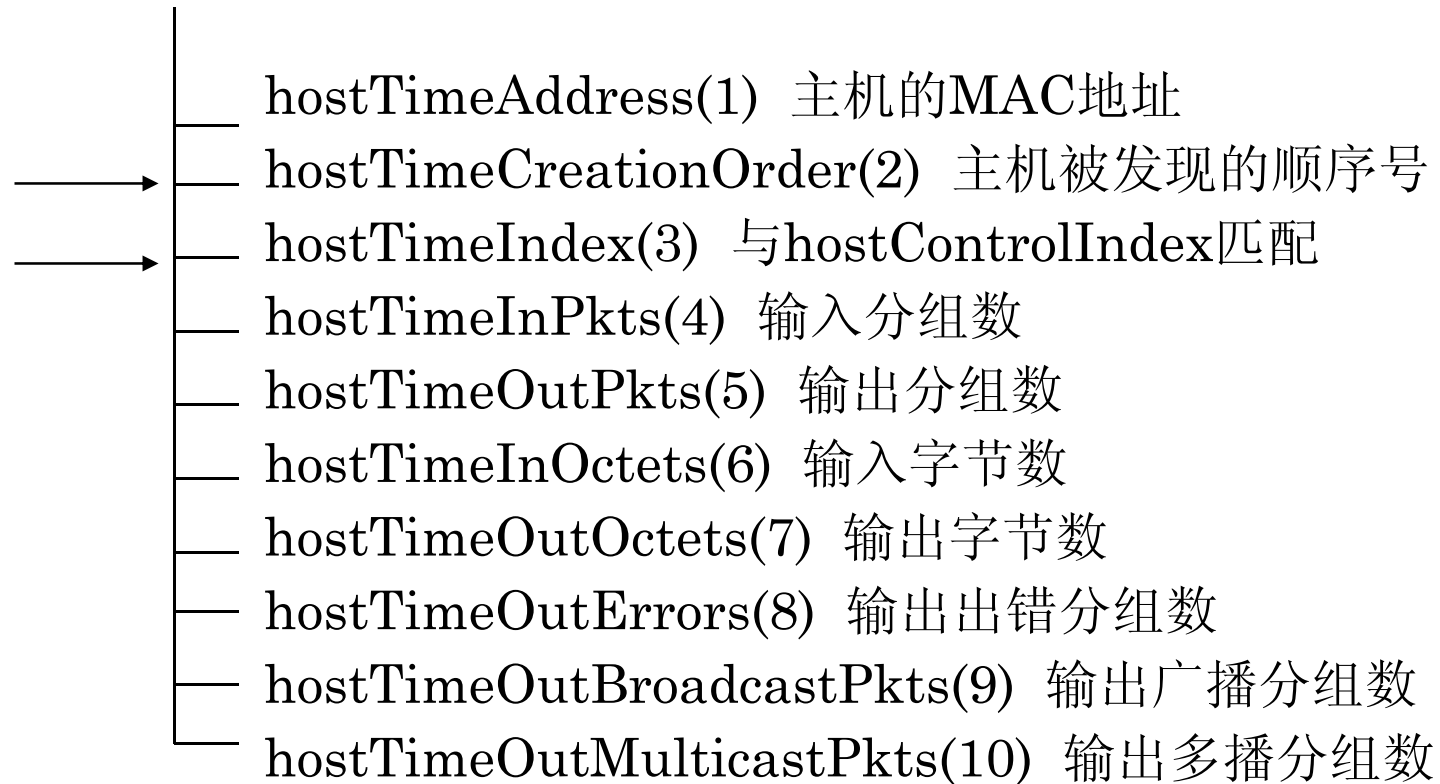 hostTimeAddress(1) 主机的MAC地址
hostTimeCreationOrder(2) 主机被发现的顺序号
hostTimeIndex(3) 与hostControlIndex匹配
hostTimeInPkts(4) 输入分组数
hostTimeOutPkts(5) 输出分组数
hostTimeInOctets(6) 输入字节数
hostTimeOutOctets(7) 输出字节数
hostTimeOutErrors(8) 输出出错分组数
hostTimeOutBroadcastPkts(9) 输出广播分组数
hostTimeOutMulticastPkts(10) 输出多播分组数